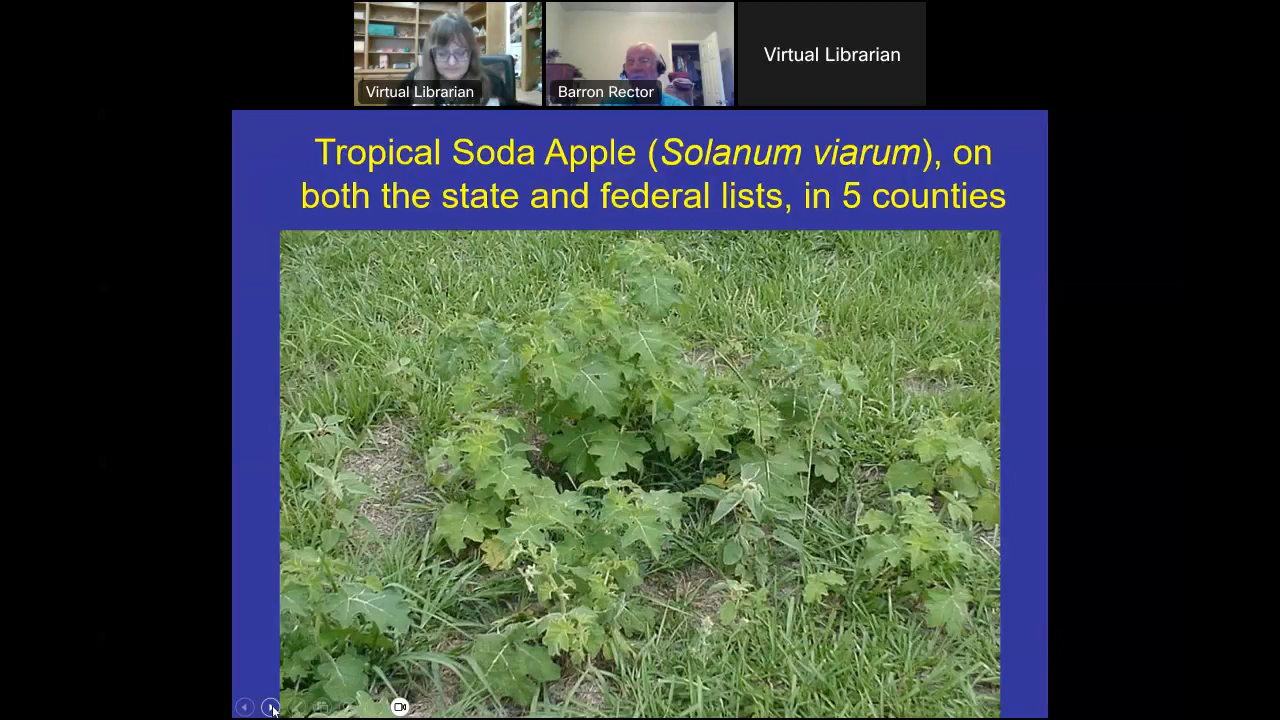 Virtual Librarian
Virtual Librarian
Barron Rector
Tropical Soda Apple (Solanum viarum), on
both the state and federal lists, in 5 counties